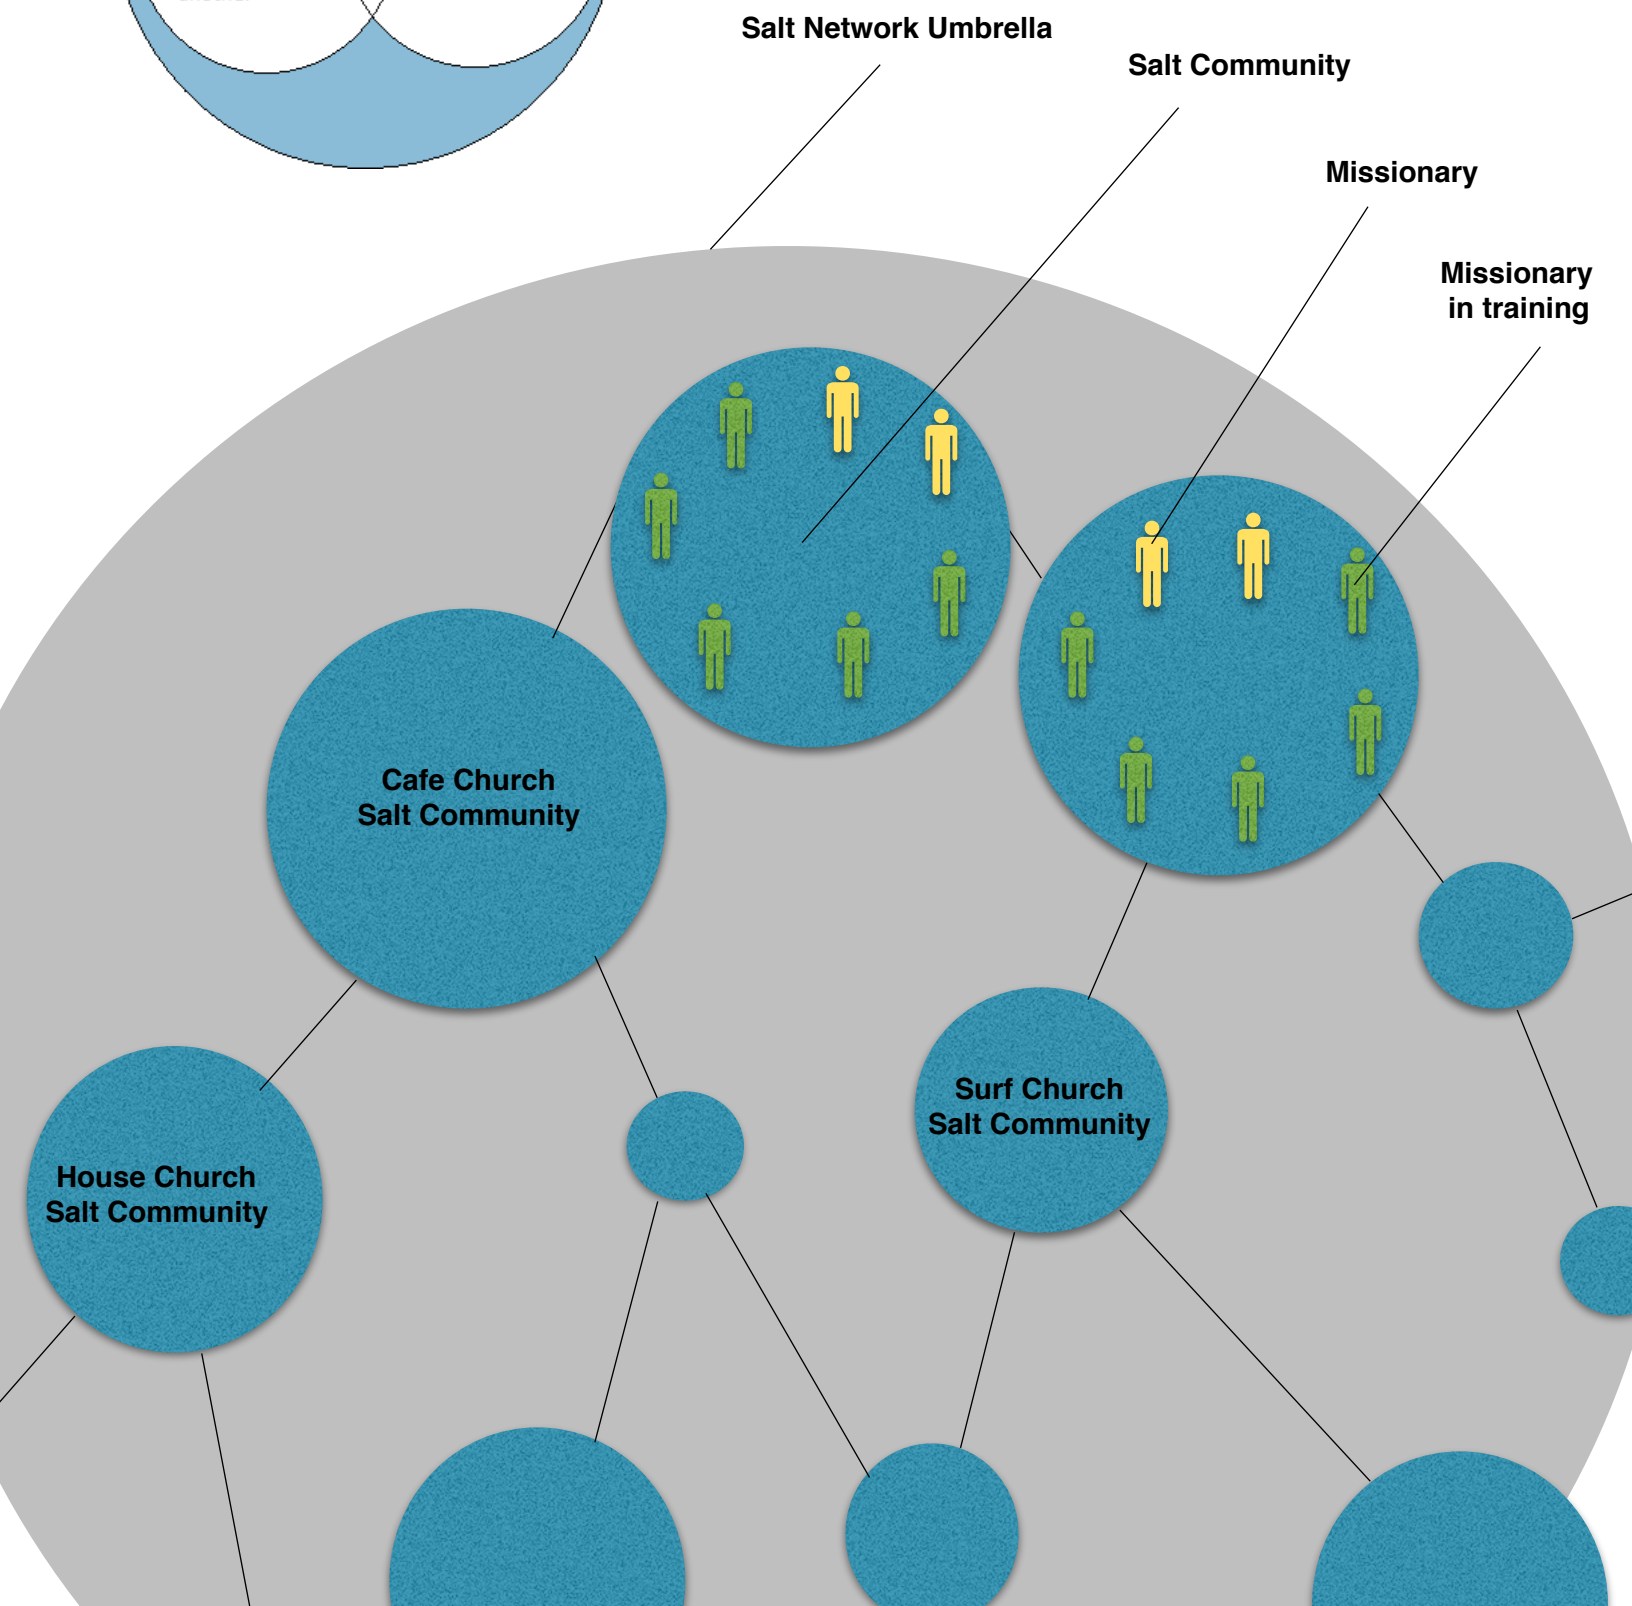 Salt Network Umbrella
Salt Community
Missionary
Missionary
in training
Cafe Church
Salt Community
Surf Church
Salt Community
House Church
Salt Community